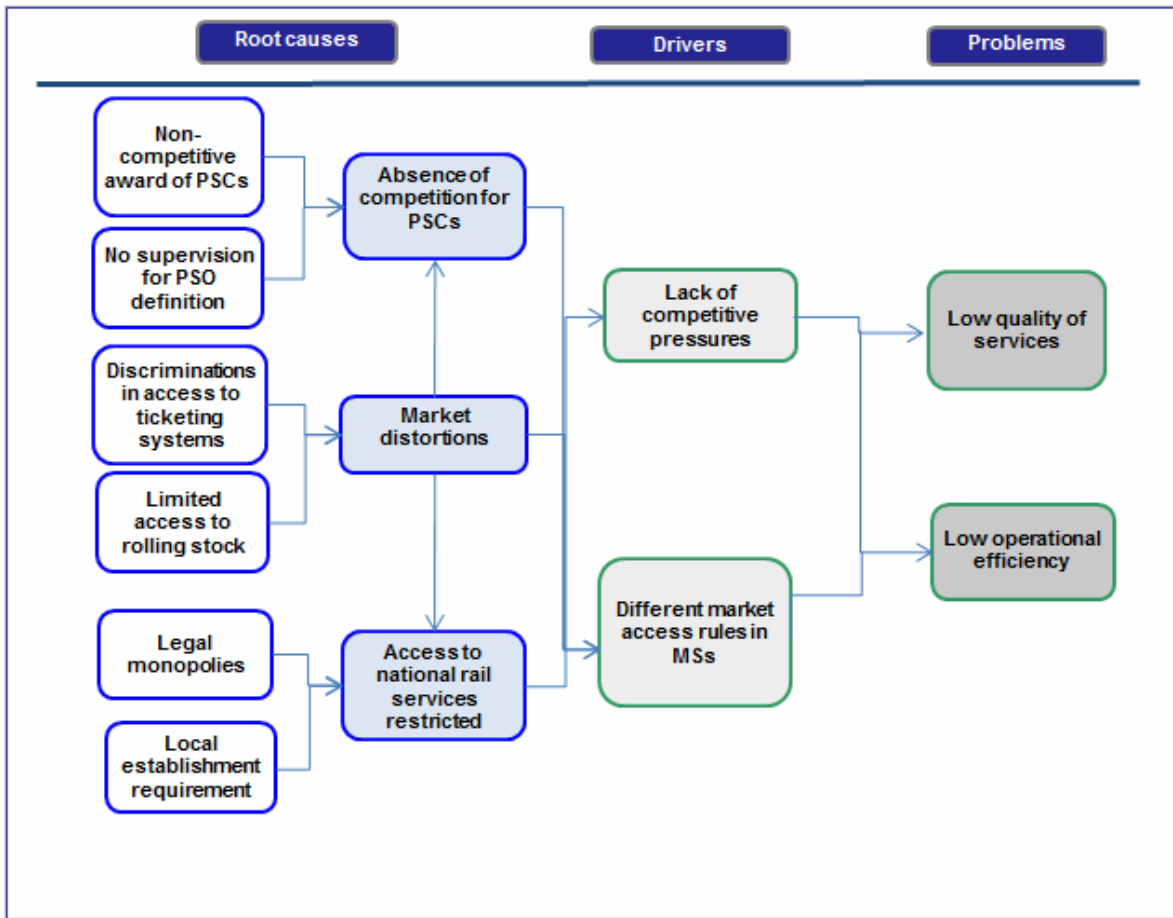 Root causes
Drivers
Problems
Non-
competitive
award of PSCs
No supervision
for PSO
definition
Discriminations
in access to
ticketing
systems
Limited
access to
rolling stock
Legal
monopolies
Local
establishment
requirement
Absence of
competition for
PSCs
Market
distortions
Access to
national rail
services
restricted
Lack of
competitive
pressures
Different market
access rules in
MSs
Low quality of
services
Low operational
efficiency